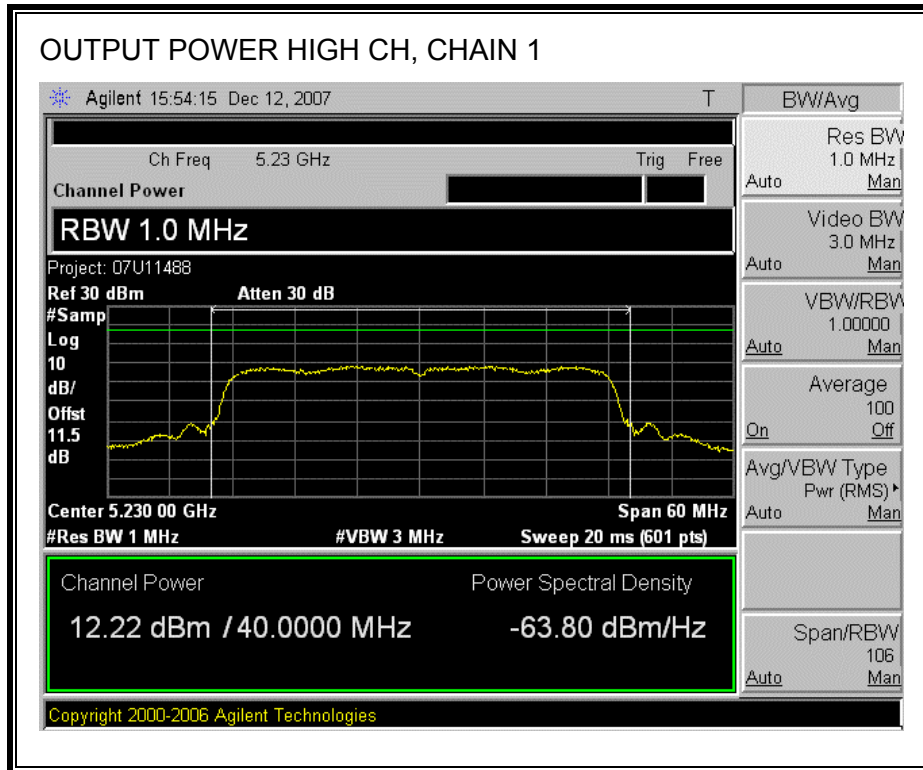 OUTPUT POWER HIGH CH, CHAIN 1
Agilent 15:54:15 Dec 12, 2007 T
BW/Avg
Ch Freq 5.23 GHz Trig Free
Channel Power
RBW 1.0 MHz
Project: 07U11488
Ref 30 dBm Atten 30 dB
#Samp
Log
10
dB/
Offst
11.5
dB
Center 5.230 00 GHz Span 60 MHz
#Res BW 1 MHz #VBW 3 MHz Sweep 20 ms (601 pts)
Channel Power Power Spectral Density
12.22 dBm / 40.0000 MHz -63.80 dBm/Hz
Copyright 2000-2006 Agilent Technologies
Res BW
1.0 MHz
Auto Man
Video BW
3.0 MHz
Auto Man
VBW/RBW
1.00000
Auto Man
Average
100
On Off
Avg/VBW Type
Pwr (RMS)
Auto Man
Span/RBW
106
Auto Man